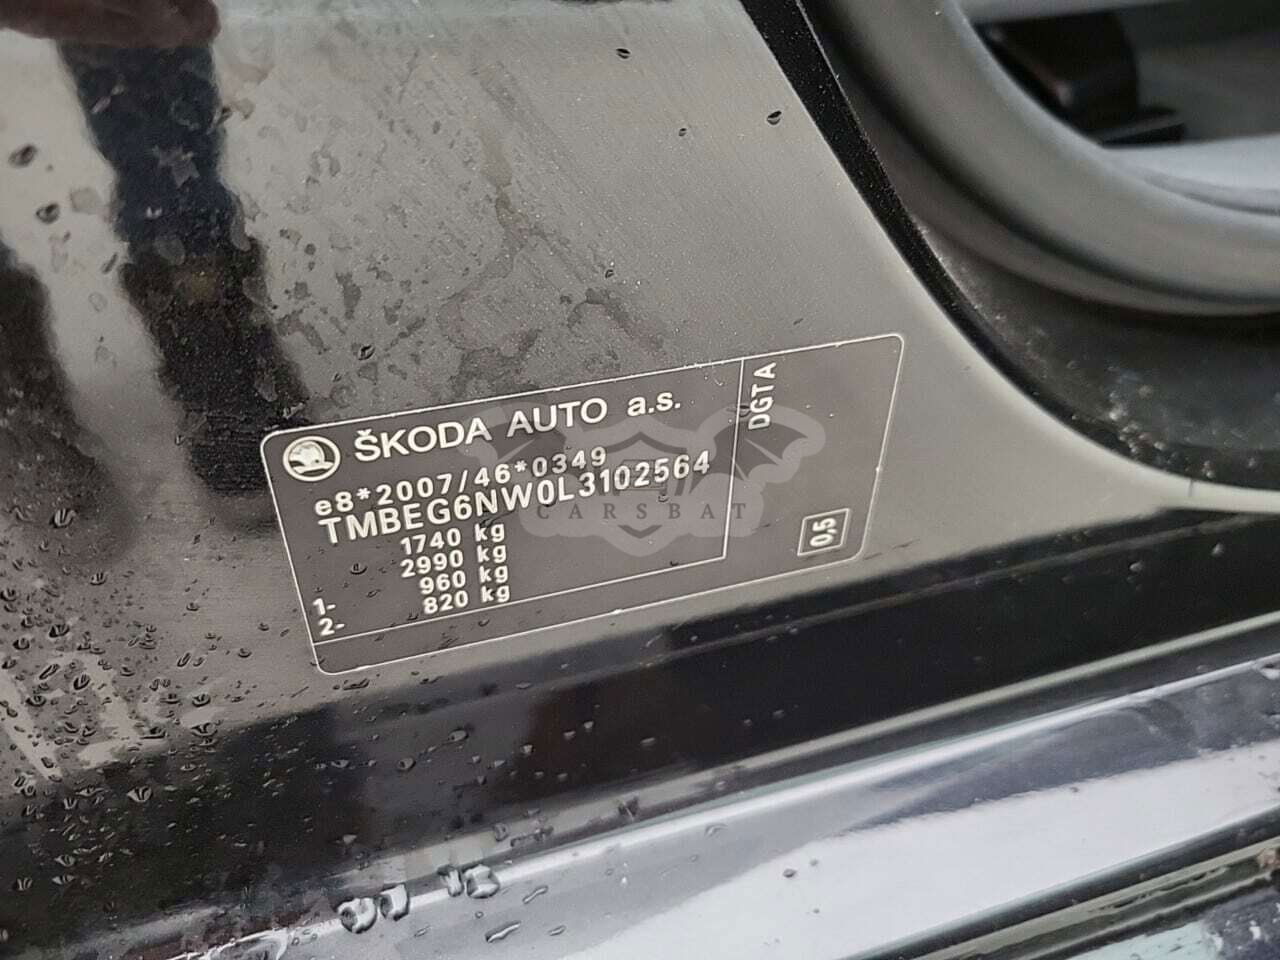 ŠKODA AUTO a.s.
e8*2007/46*0349
TMBEG6NW0L3102564
1740 kg
2990 kg
1- 960 kg
2- 820 kg
DGTA
0,5
CARSBAT